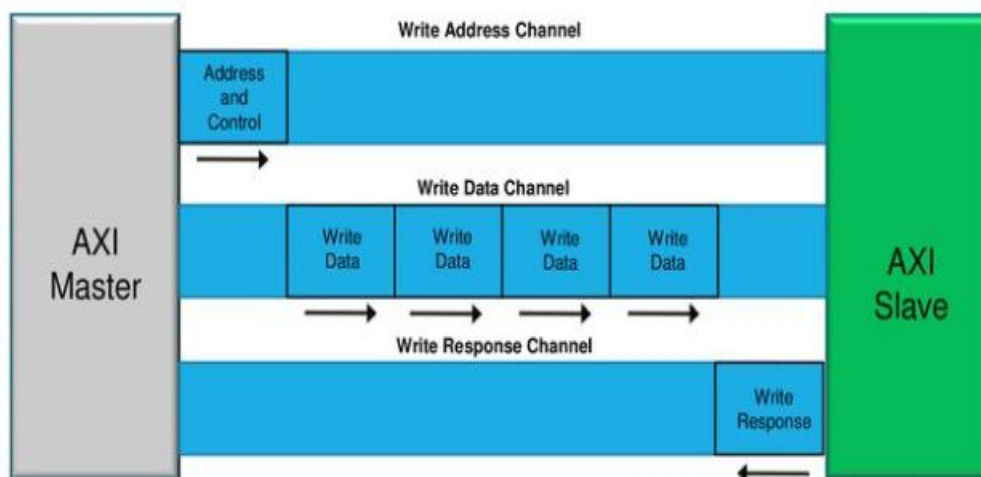 Write Address Channel
Address
and
Control
Write Data Channel
AXI
Master
Write
Data
Write
Data
Write
Data
Write
Data
AXI
Slave
Write Response Channel
Write
Response